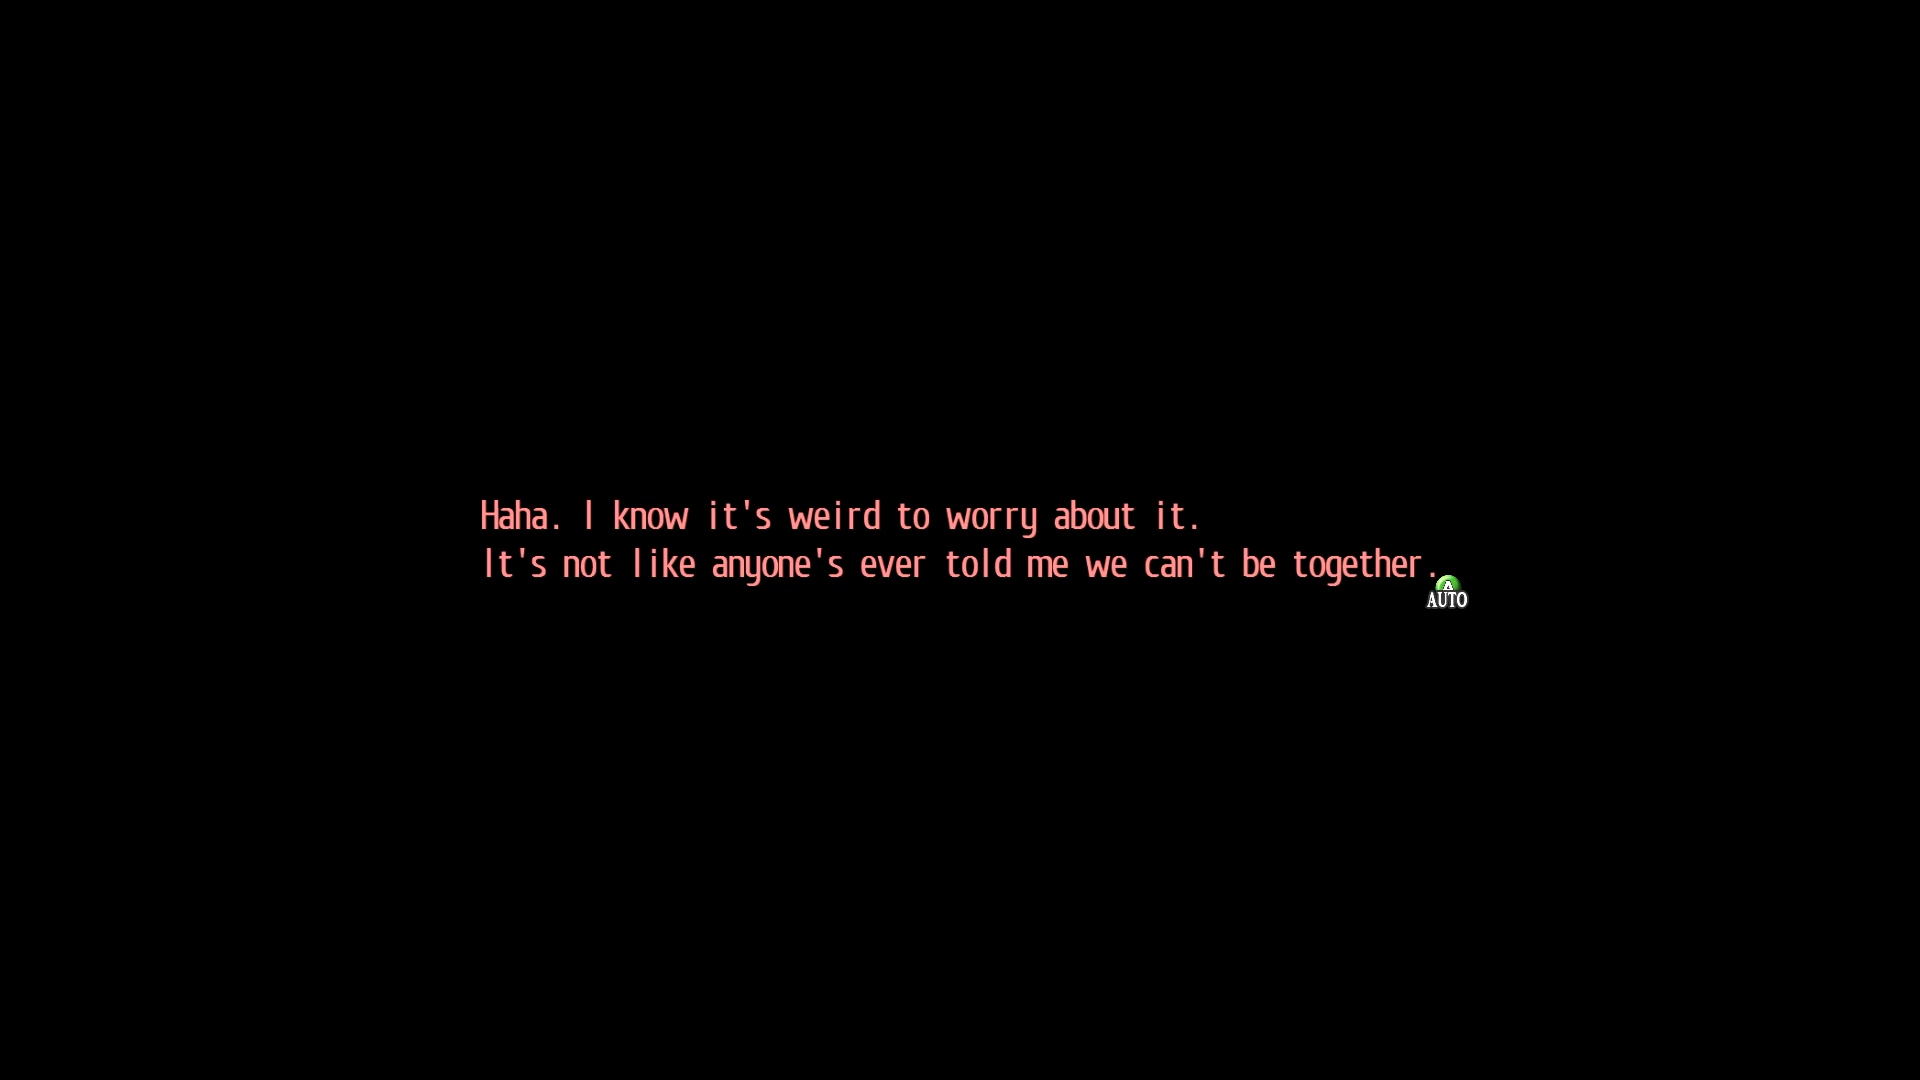 Haha. I know it's weird to worry about it.
It's not like anyone's ever told me we can't be together.
A
AUTO